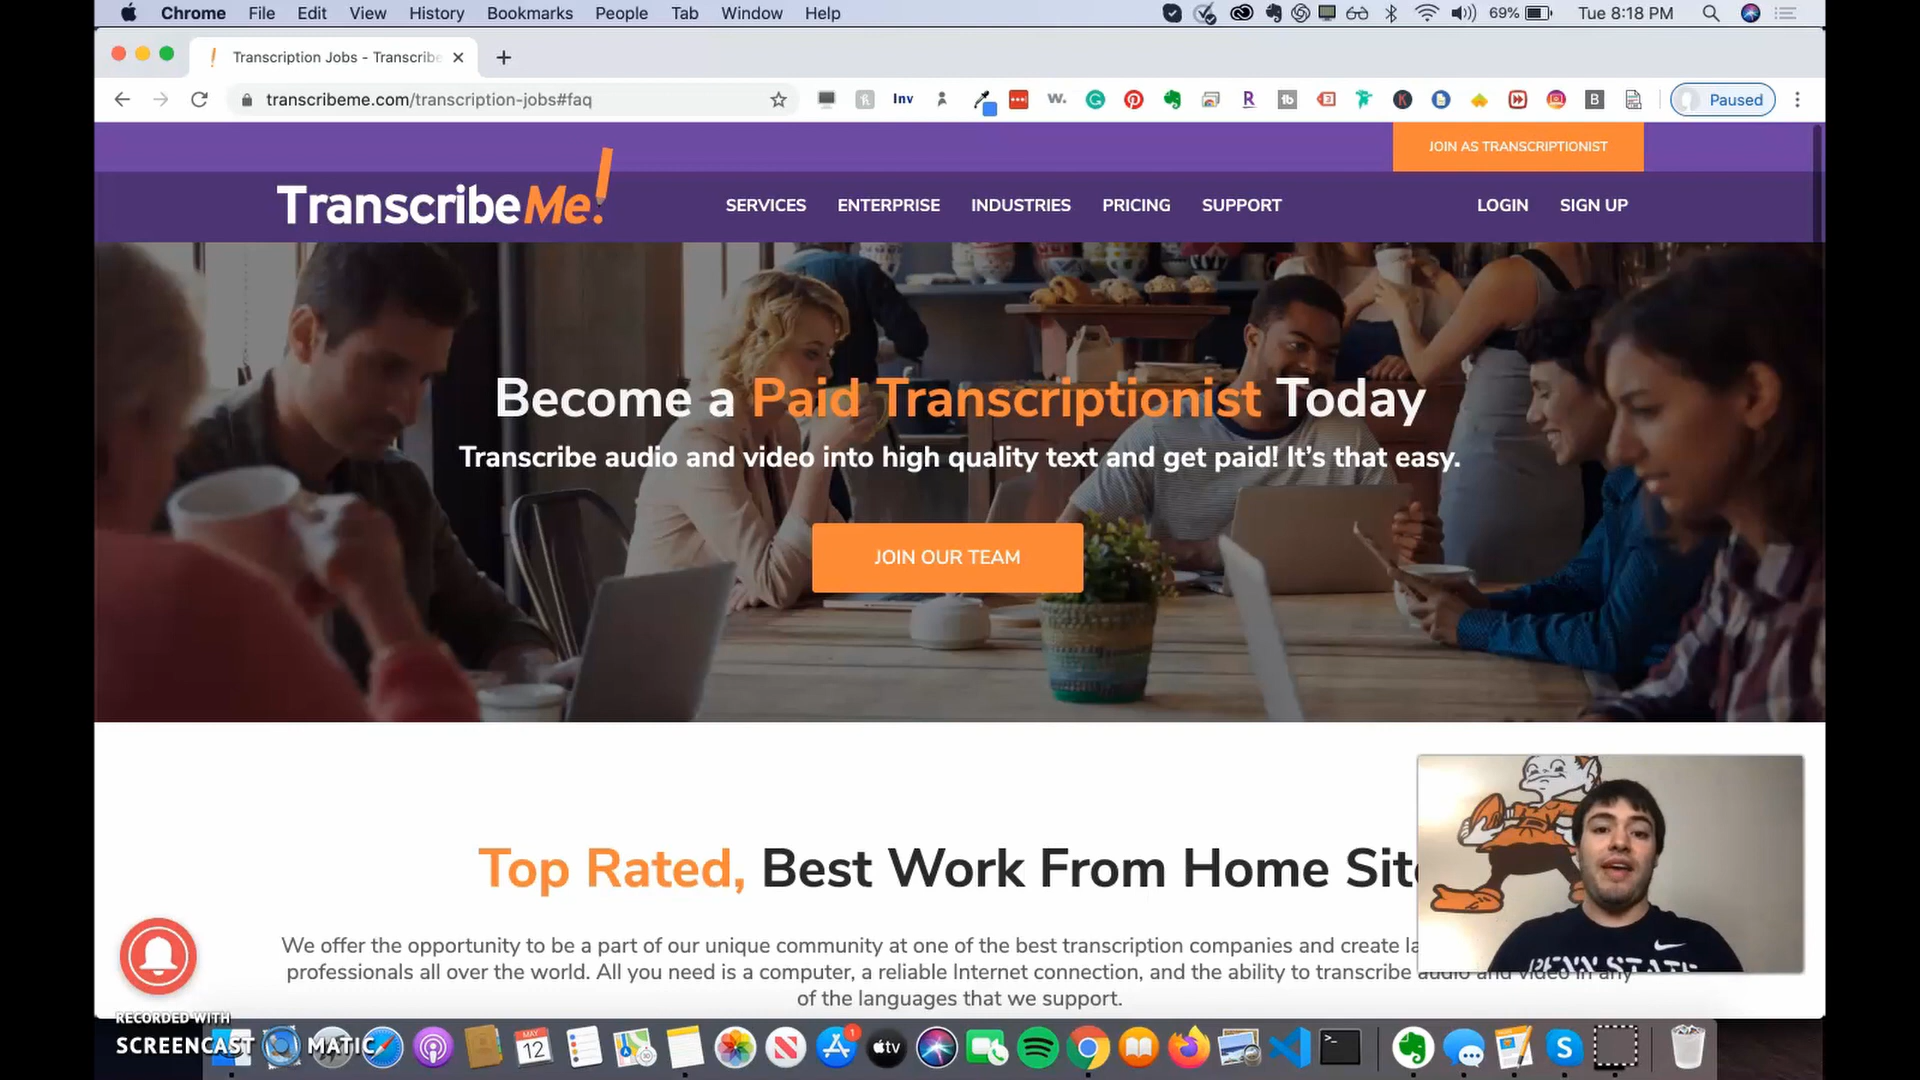 Chrome File Edit View History Bookmarks People Tab Window Help 69% Tue 8:18 PM
Transcription Jobs - Transcribe
transcribeme.com/transcription-jobs#faq Inv w. Paused
JOIN AS TRANSCRIPTIONIST
TranscribeMe! SERVICES ENTERPRISE INDUSTRIES PRICING SUPPORT LOGIN SIGN UP
Become a Paid Transcriptionist Today
Transcribe audio and video into high quality text and get paid! It's that easy.
JOIN OUR TEAM
Top Rated, Best Work From Home Site
We offer the opportunity to be a part of our unique community at one of the best transcription companies and create
professionals all over the world. All you need is a computer, a reliable Internet connection, and the ability to transcribe audio and video in any
of the languages that we support.
PENN STATE
RECORDED WITH
SCREENCAST MATIC
MAY
12
tv